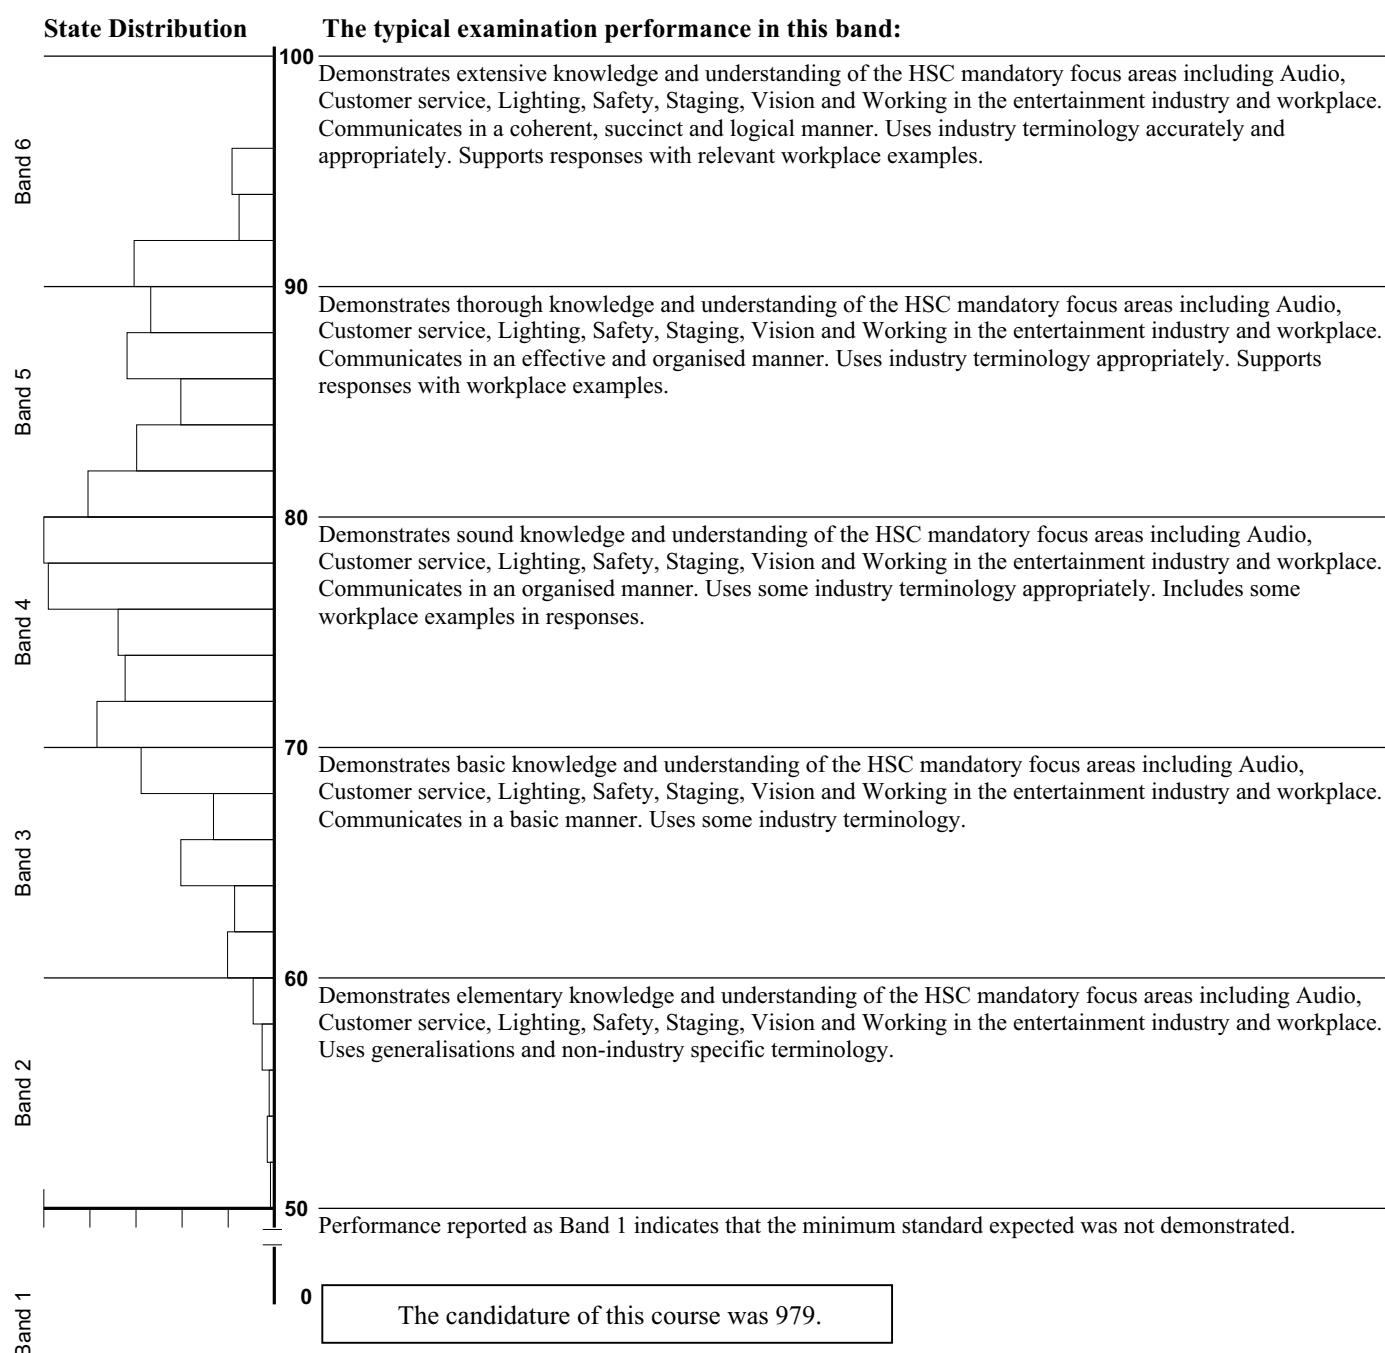 State Distribution
The typical examination performance in this band:
100
Demonstrates extensive knowledge and understanding of the HSC mandatory focus areas including Audio,
Customer service, Lighting, Safety, Staging, Vision and Working in the entertainment industry and workplace.
Communicates in a coherent, succinct and logical manner. Uses industry terminology accurately and
appropriately. Supports responses with relevant workplace examples.
Band 6
90
Demonstrates thorough knowledge and understanding of the HSC mandatory focus areas including Audio,
Customer service, Lighting, Safety, Staging, Vision and Working in the entertainment industry and workplace.
Communicates in an effective and organised manner. Uses industry terminology appropriately. Supports
responses with workplace examples.
Band 5
80
Demonstrates sound knowledge and understanding of the HSC mandatory focus areas including Audio,
Customer service, Lighting, Safety, Staging, Vision and Working in the entertainment industry and workplace.
Communicates in an organised manner. Uses some industry terminology appropriately. Includes some
workplace examples in responses.
Band 4
70
Demonstrates basic knowledge and understanding of the HSC mandatory focus areas including Audio,
Customer service, Lighting, Safety, Staging, Vision and Working in the entertainment industry and workplace.
Communicates in a basic manner. Uses some industry terminology.
Band 3
60
Demonstrates elementary knowledge and understanding of the HSC mandatory focus areas including Audio,
Customer service, Lighting, Safety, Staging, Vision and Working in the entertainment industry and workplace.
Uses generalisations and non-industry specific terminology.
Band 2
50
Performance reported as Band 1 indicates that the minimum standard expected was not demonstrated.
0
Band 1
The candidature of this course was 979.